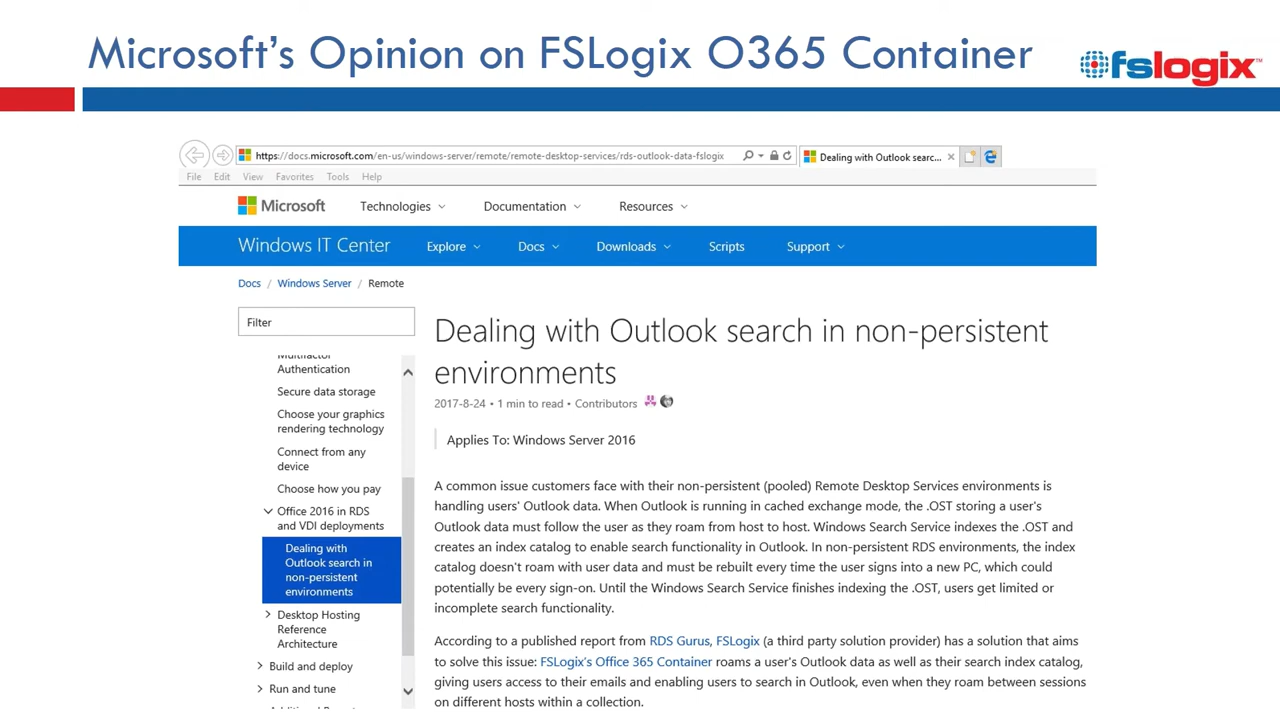 Microsoft's Opinion on FSLogix O365 Container
fslogix™
https://docs.microsoft.com/en-us/windows-server/remote/remote-desktop-services/rds-outlook-data-fslogix
Dealing with Outlook searc...
File Edit View Favorites Tools Help
Microsoft Technologies Documentation Resources
Windows IT Center Explore Docs Downloads Scripts Support
Docs / Windows Server / Remote
Filter
Multifactor
Authentication
Secure data storage
Choose your graphics
rendering technology
Connect from any
device
Choose how you pay
Office 2016 in RDS
and VDI deployments
Dealing with
Outlook search in
non-persistent
environments
Desktop Hosting
Reference
Architecture
Build and deploy
Run and tune
Dealing with Outlook search in non-persistent
environments
2017-8-24 • 1 min to read • Contributors
Applies To: Windows Server 2016
A common issue customers face with their non-persistent (pooled) Remote Desktop Services environments is
handling users' Outlook data. When Outlook is running in cached exchange mode, the .OST storing a user's
Outlook data must follow the user as they roam from host to host. Windows Search Service indexes the .OST and
creates an index catalog to enable search functionality in Outlook. In non-persistent RDS environments, the index
catalog doesn't roam with user data and must be rebuilt every time the user signs into a new PC, which could
potentially be every sign-on. Until the Windows Search Service finishes indexing the .OST, users get limited or
incomplete search functionality.
According to a published report from RDS Gurus, FSLogix (a third party solution provider) has a solution that aims
to solve this issue: FSLogix's Office 365 Container roams a user's Outlook data as well as their search index catalog,
giving users access to their emails and enabling users to search in Outlook, even when they roam between sessions
on different hosts within a collection.